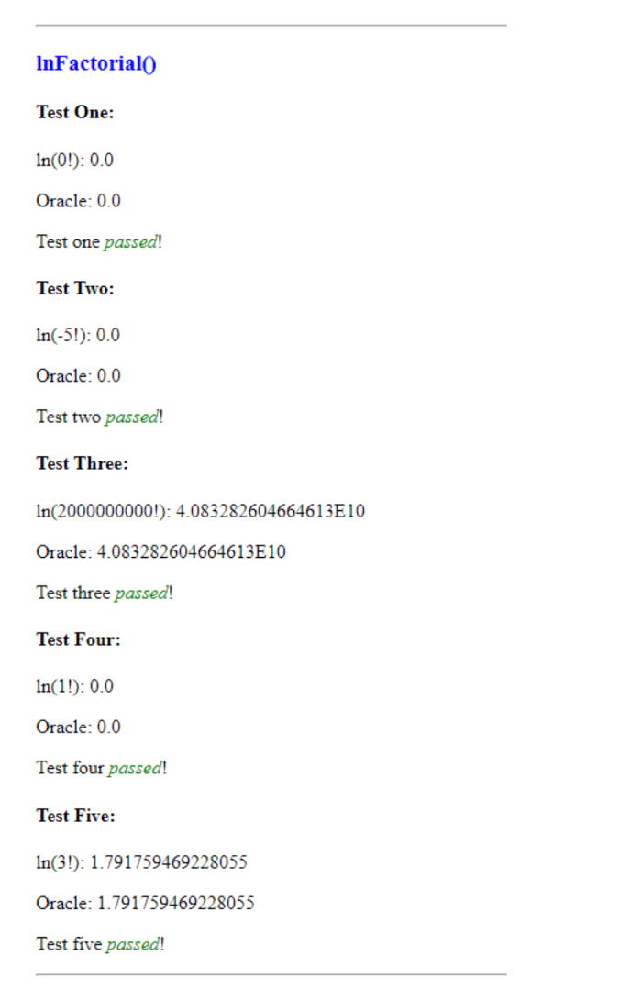 lnFactorial()
Test One:
ln(0!): 0.0
Oracle: 0.0
Test one passed!
Test Two:
ln(-5!): 0.0
Oracle: 0.0
Test two passed!
Test Three:
ln(2000000000!): 4.083282604664613E10
Oracle: 4.083282604664613E10
Test three passed!
Test Four:
ln(1!): 0.0
Oracle: 0.0
Test four passed!
Test Five:
ln(3!): 1.791759469228055
Oracle: 1.791759469228055
Test five passed!